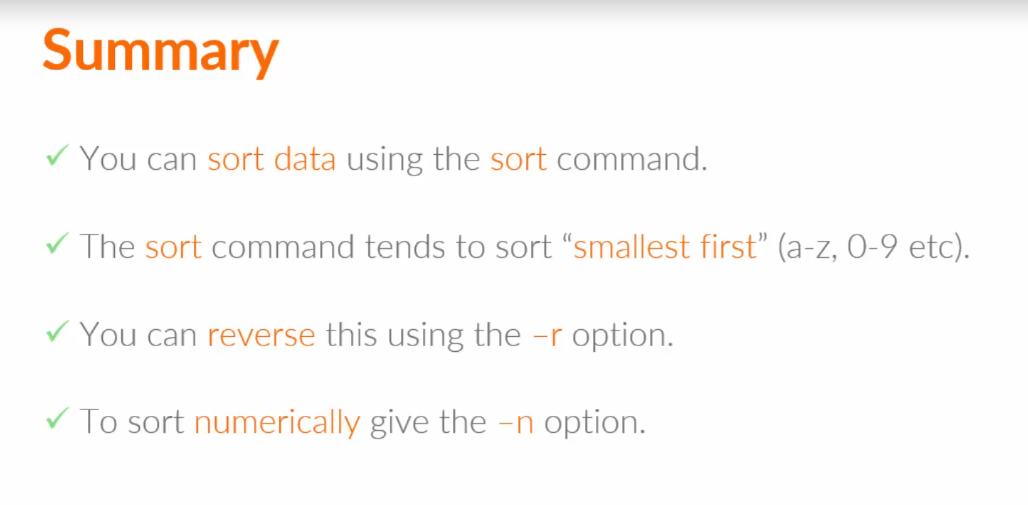 Summary
✓ You can sort data using the sort command.
✓ The sort command tends to sort “smallest first” (a-z, 0-9 etc).
✓ You can reverse this using the –r option.
✓ To sort numerically give the –n option.